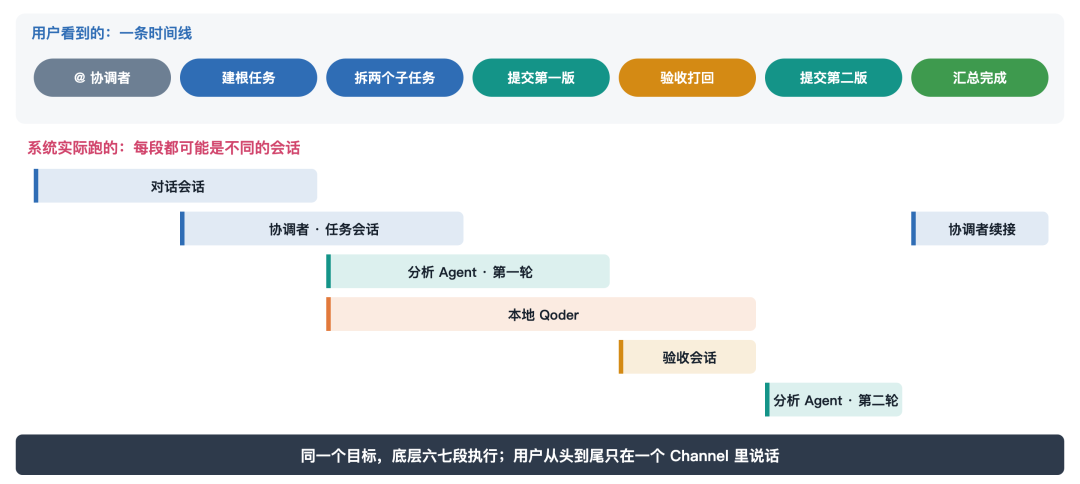 用户看到的：一条时间线
@ 协调者
建根任务
拆两个子任务
提交第一版
验收打回
提交第二版
汇总完成
系统实际跑的：每段都可能是不同的会话
对话会话
协调者 · 任务会话
协调者续接
分析 Agent · 第一轮
本地 Qoder
验收会话
分析 Agent · 第二轮
同一个目标，底层六七段执行；用户从头到尾只在一个 Channel 里说话